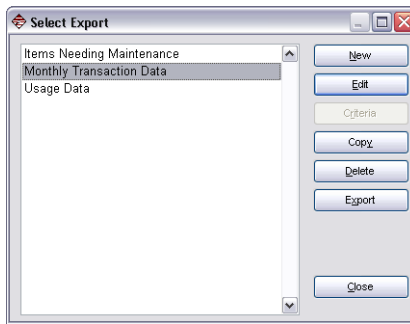 Select Export
Items Needing Maintenance
Monthly Transaction Data
Usage Data
New
Edit
Criteria
Copy
Delete
Export
Close